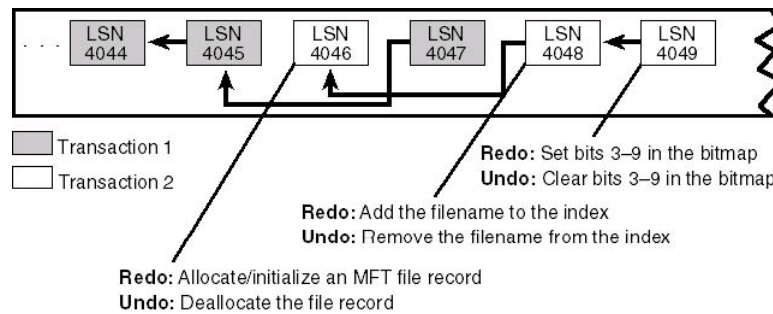 . . .
LSN 4044
LSN 4045
LSN 4046
LSN 4047
LSN 4048
LSN 4049
Transaction 1
Transaction 2
Redo: Set bits 3–9 in the bitmap
Undo: Clear bits 3–9 in the bitmap
Redo: Add the filename to the index
Undo: Remove the filename from the index
Redo: Allocate/initialize an MFT file record
Undo: Deallocate the file record